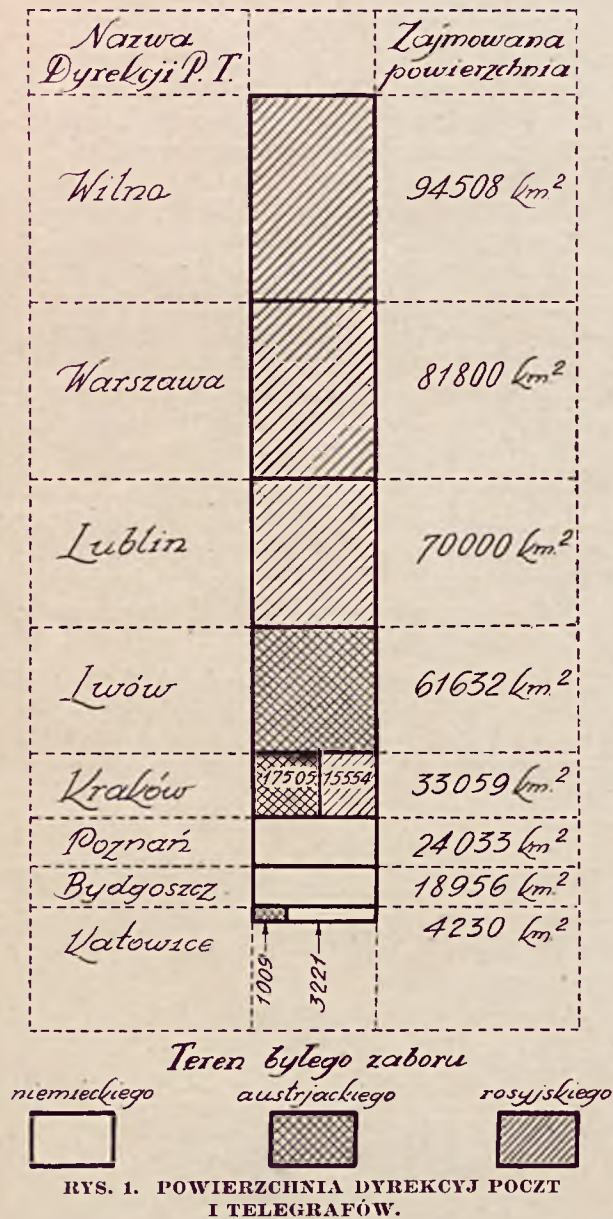 Nazwa
Dyrekcji P. T.
Zajmowana
powierzchnia
Wilno
94508 km²
Warszawa
81800 km²
Lublin
70000 km²
Lwów
61632 km²
Kraków
17505
15554
33059 km²
Poznań
24033 km²
Bydgoszcz
18956 km²
Katowice
4230 km²
1009
3221
Teren byłego zaboru
niemieckiego
austrjackiego
rosyjskiego
RYS. 1. POWIERZCHNIA DYREKCYJ POCZT
I TELEGRAFÓW.